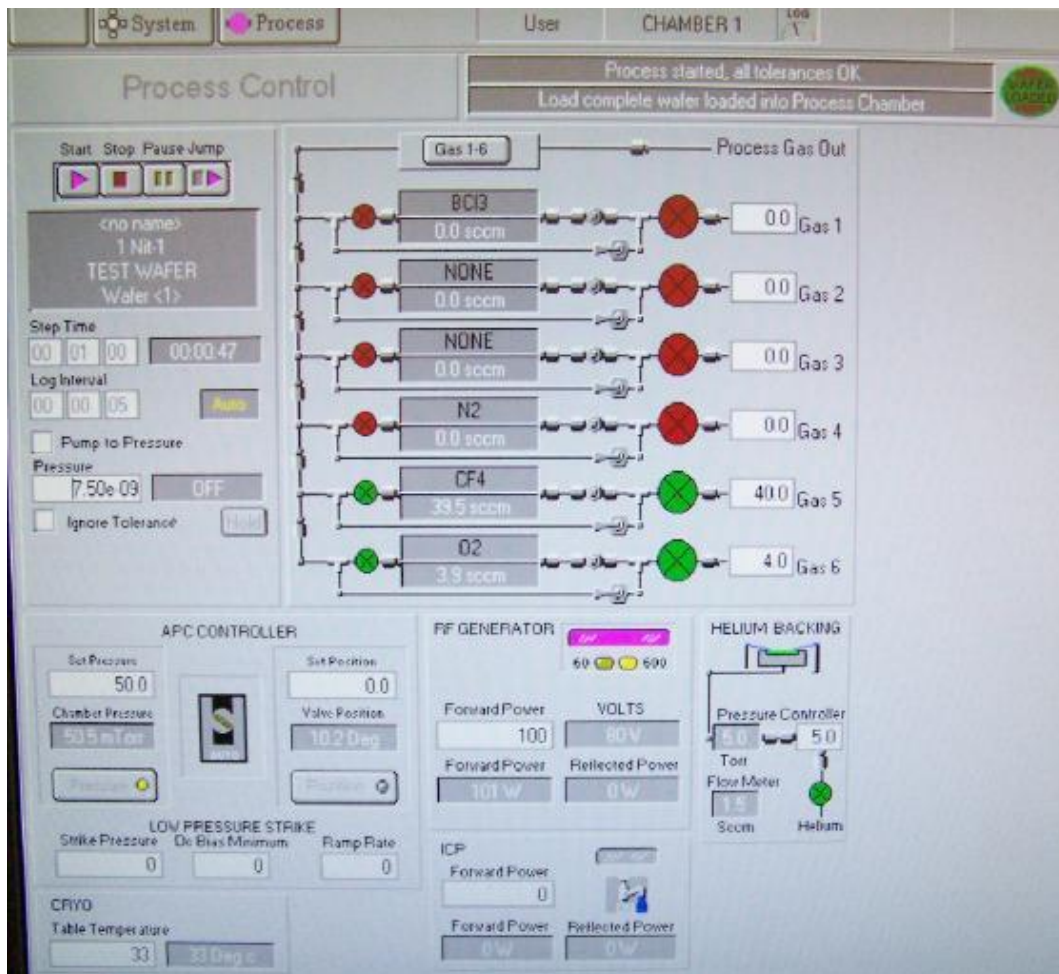 System Process User CHAMBER 1 LOG
Process Control
Process started, all tolerances OK
Load complete wafer loaded into Process Chamber
WAFER LOADED
Start Stop Pause Jump
<no name>
1 Nit-1
TEST WAFER
Wafer <1>
Step Time
00 01 00 00:00:47
Log Interval
00 00 05 Auto
Pump to Pressure
Pressure
7.50e-09 OFF
Ignore Tolerance Hold
Gas 1-6 Process Gas Out
BCl3
0.0 sccm 0.0 Gas 1
NONE
0.0 sccm 0.0 Gas 2
NONE
0.0 sccm 0.0 Gas 3
N2
0.0 sccm 0.0 Gas 4
CF4
39.5 sccm 40.0 Gas 5
O2
3.9 sccm 4.0 Gas 6
APC CONTROLLER
Set Pressure Set Position
50.0 0.0
Chamber Pressure Valve Position
50.5 mTorr 10.2 Deg
AUTO
Pressure Position
LOW PRESSURE STRIKE
Strike Pressure Dc Bias Minimum Ramp Rate
0 0 0
CRYO
Table Temperature
33 33 Deg c
RF GENERATOR
60 600
Forward Power VOLTS
100 80 V
Forward Power Reflected Power
101 W 0 W
ICP
Forward Power
0
Forward Power Reflected Power
0 W 0 W
HELIUM BACKING
Pressure Controller
5.0 5.0
Torr
Flow Meter
1.5
Sccm Helium